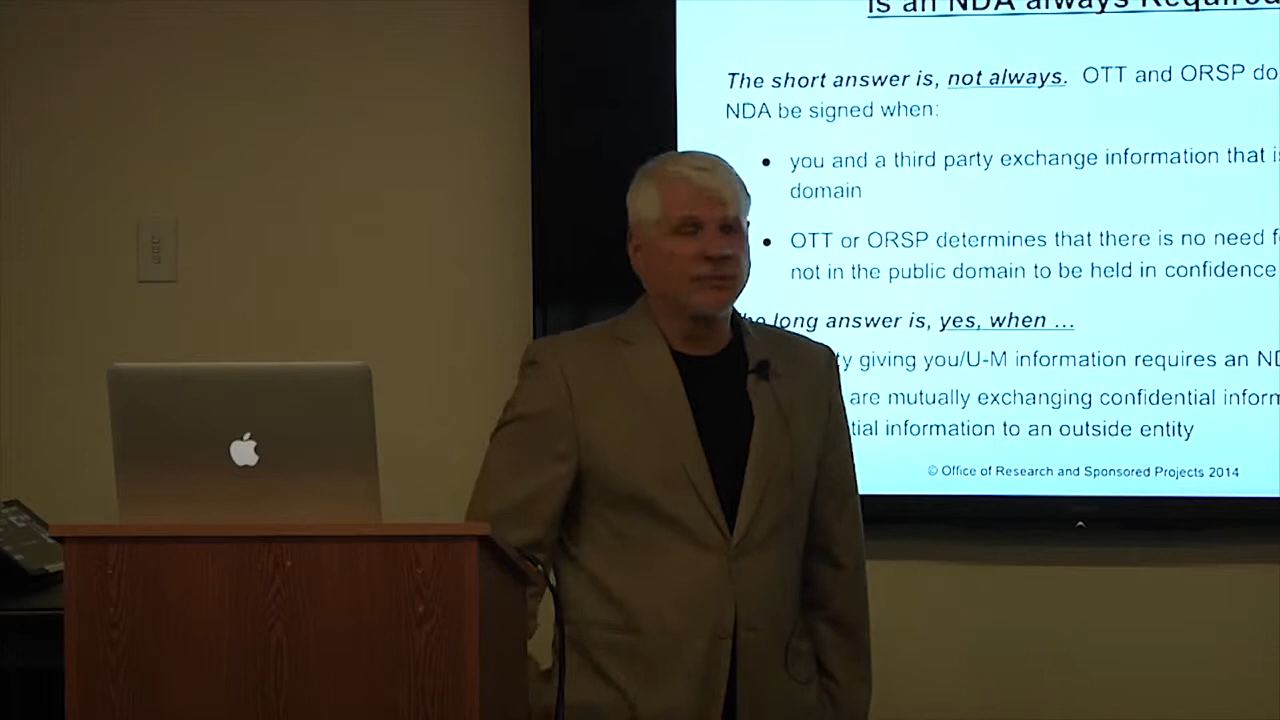 is an NDA always Required
The short answer is, not always. OTT and ORSP do
NDA be signed when:
• you and a third party exchange information that is
domain
• OTT or ORSP determines that there is no need f
not in the public domain to be held in confidence
long answer is, yes, when ...
ty giving you/U-M information requires an ND
are mutually exchanging confidential inform
tial information to an outside entity
© Office of Research and Sponsored Projects 2014